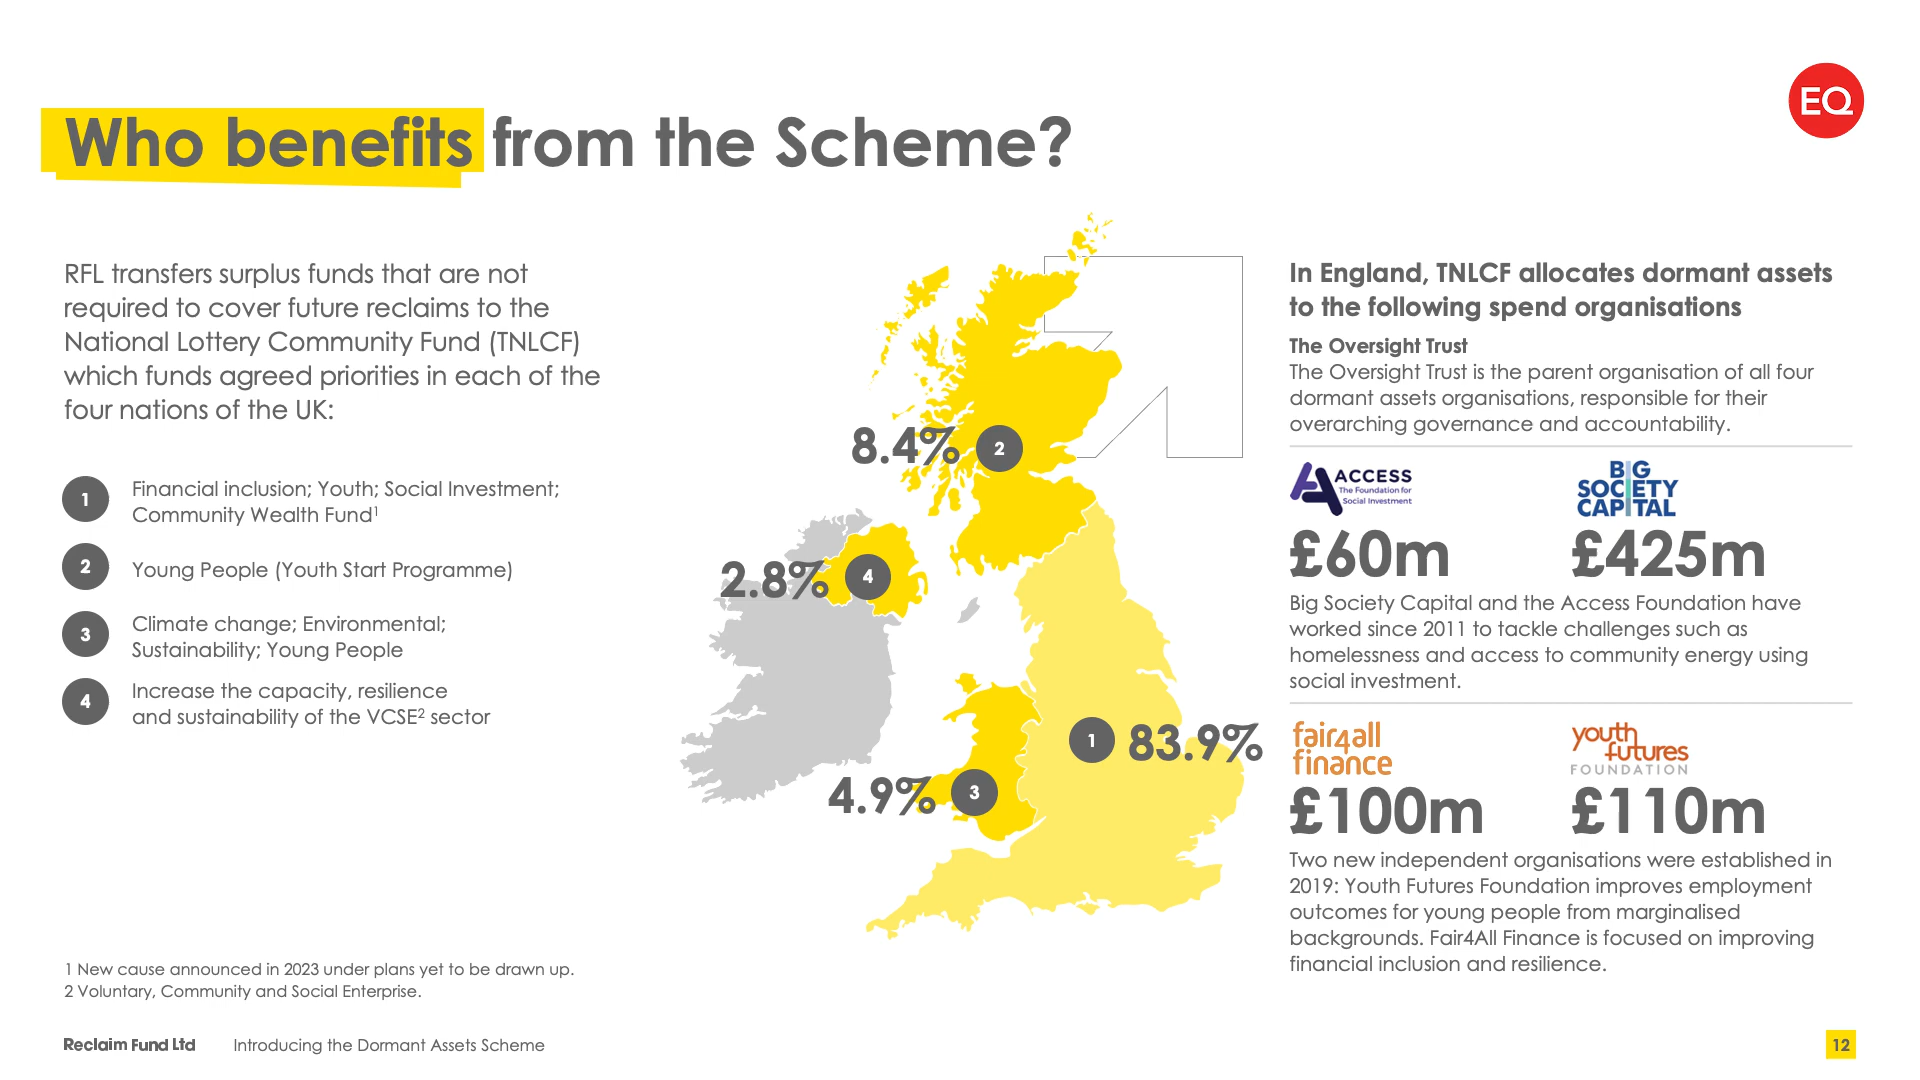 EQ
Who benefits from the Scheme?
RFL transfers surplus funds that are not
required to cover future reclaims to the
National Lottery Community Fund (TNLCF)
which funds agreed priorities in each of the
four nations of the UK:
1
Financial inclusion; Youth; Social Investment;
Community Wealth Fund¹
2
Young People (Youth Start Programme)
3
Climate change; Environmental;
Sustainability; Young People
4
Increase the capacity, resilience
and sustainability of the VCSE² sector
1 New cause announced in 2023 under plans yet to be drawn up.
2 Voluntary, Community and Social Enterprise.
8.4% 2
2.8% 4
1 83.9%
4.9% 3
In England, TNLCF allocates dormant assets
to the following spend organisations
The Oversight Trust
The Oversight Trust is the parent organisation of all four
dormant assets organisations, responsible for their
overarching governance and accountability.
ACCESS
The Foundation for
Social Investment
£60m
BIG
SOCIETY
CAPITAL
£425m
Big Society Capital and the Access Foundation have
worked since 2011 to tackle challenges such as
homelessness and access to community energy using
social investment.
fair4all
finance
£100m
youth
futures
FOUNDATION
£110m
Two new independent organisations were established in
2019: Youth Futures Foundation improves employment
outcomes for young people from marginalised
backgrounds. Fair4All Finance is focused on improving
financial inclusion and resilience.
Reclaim Fund Ltd Introducing the Dormant Assets Scheme
12